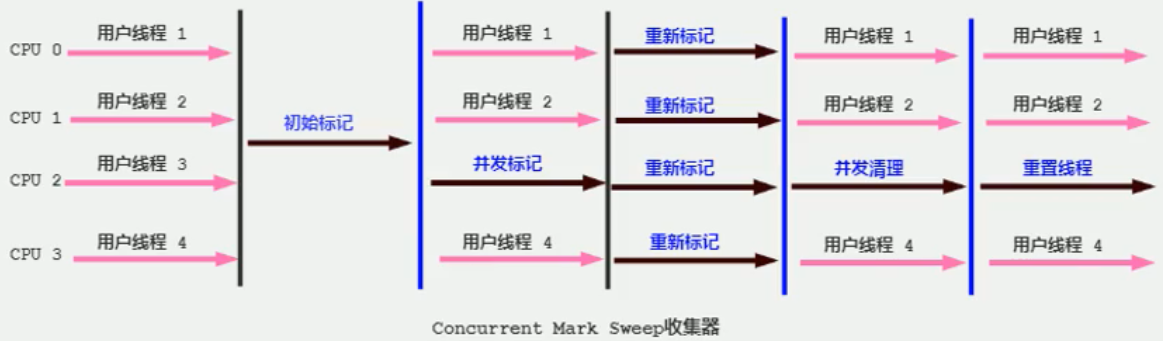 用户线程 1 用户线程 1 重新标记 用户线程 1 用户线程 1
CPU 0
用户线程 2 用户线程 2 重新标记 用户线程 2 用户线程 2
CPU 1
初始标记
用户线程 3 并发标记 重新标记 并发清理 重置线程
CPU 2
用户线程 4 用户线程 4 重新标记 用户线程 4 用户线程 4
CPU 3
Concurrent Mark Sweep收集器